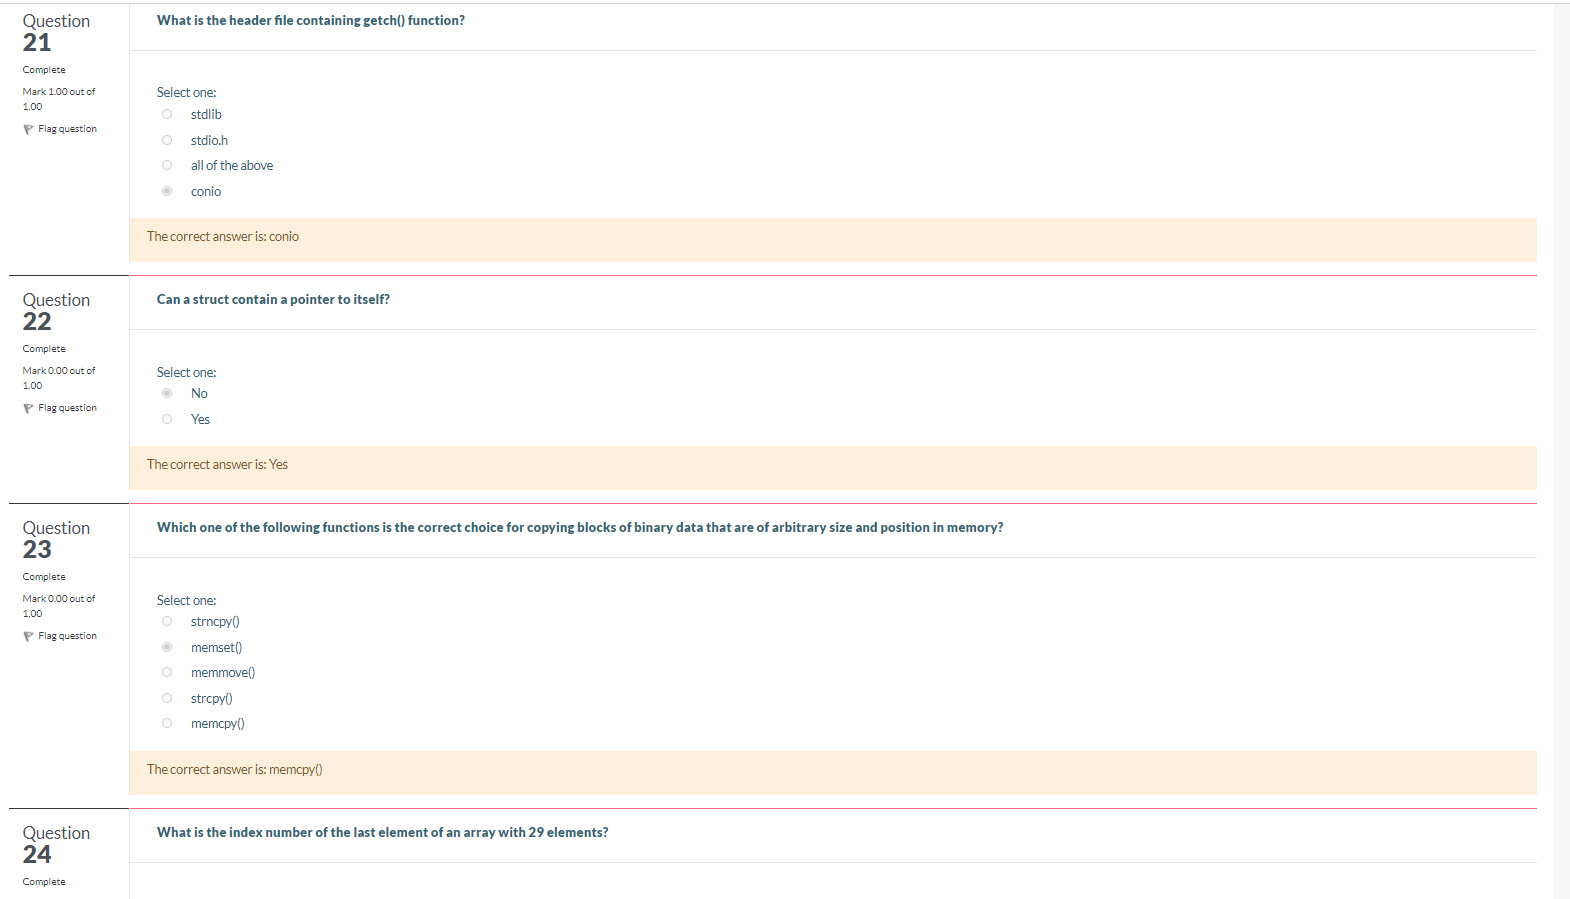 Question
21
Complete
Mark 1.00 out of
1.00
Flag question
What is the header file containing getch() function?
Select one:
stdlib
stdio.h
all of the above
conio
The correct answer is: conio
Question
22
Complete
Mark 0.00 out of
1.00
Flag question
Can a struct contain a pointer to itself?
Select one:
No
Yes
The correct answer is: Yes
Question
23
Complete
Mark 0.00 out of
1.00
Flag question
Which one of the following functions is the correct choice for copying blocks of binary data that are of arbitrary size and position in memory?
Select one:
strncpy()
memset()
memmove()
strcpy()
memcpy()
The correct answer is: memcpy()
Question
24
Complete
What is the index number of the last element of an array with 29 elements?